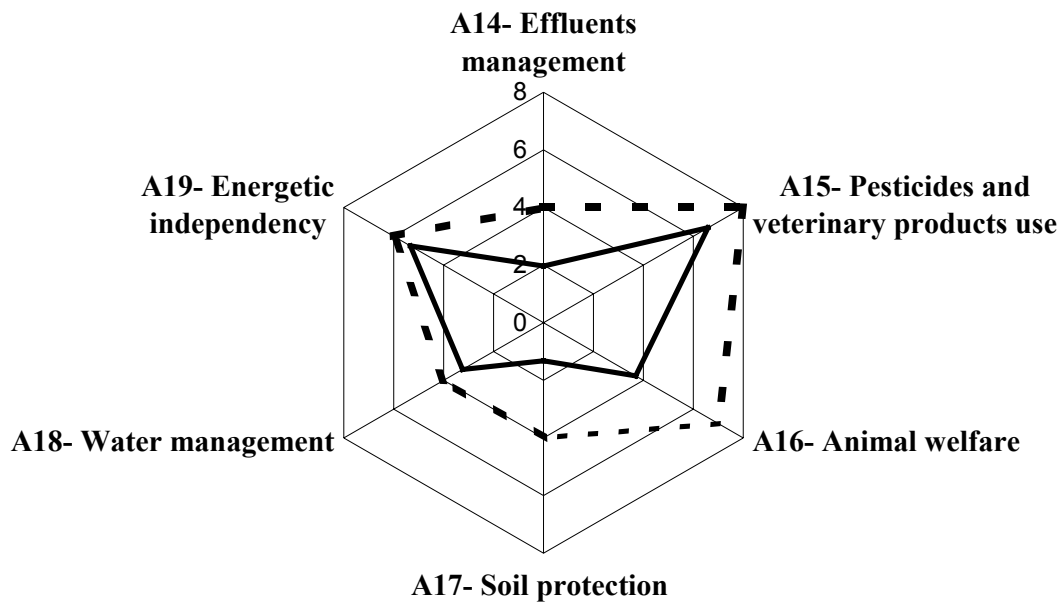 A14- Effluents
management
8
6
4
2
0
A15- Pesticides and
veterinary products use
A16- Animal welfare
A17- Soil protection
A18- Water management
A19- Energetic
independency